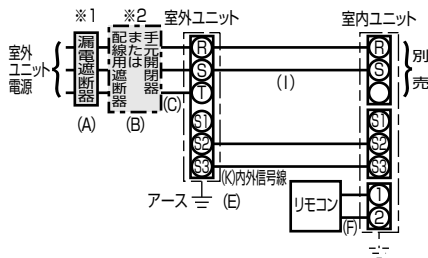 ※1
※2
室外ユニット
室内ユニット
室外
ユニット
電源
漏電遮断器
手元開閉器
または
配線用遮断器
(A)
(B)
(C)
R
S
T
S1
S2
S3
(I)
(K)内外信号線
アース
(E)
リモコン
(F)
R
S
S1
S2
S3
1
2
別売